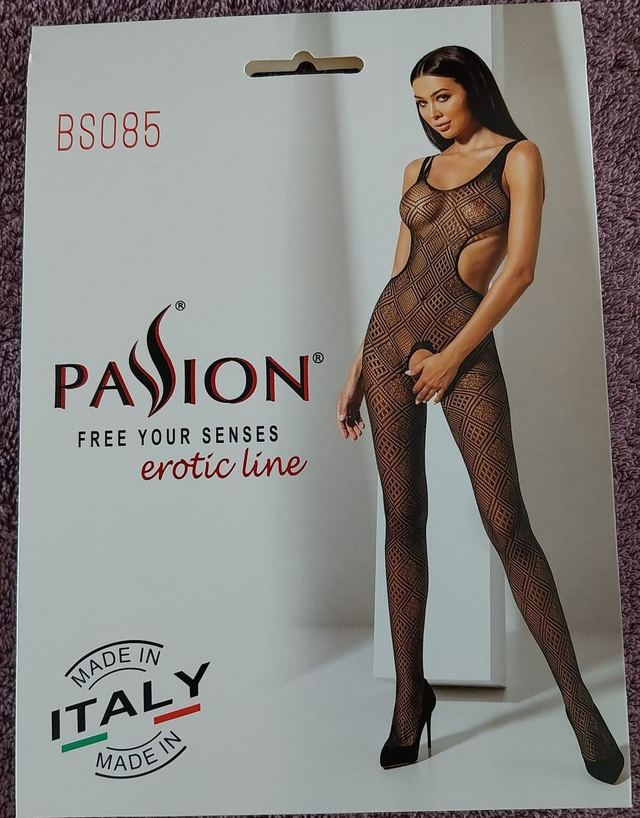 BS085
PASSION®
®
FREE YOUR SENSES
erotic line
MADE IN
ITALY
MADE IN